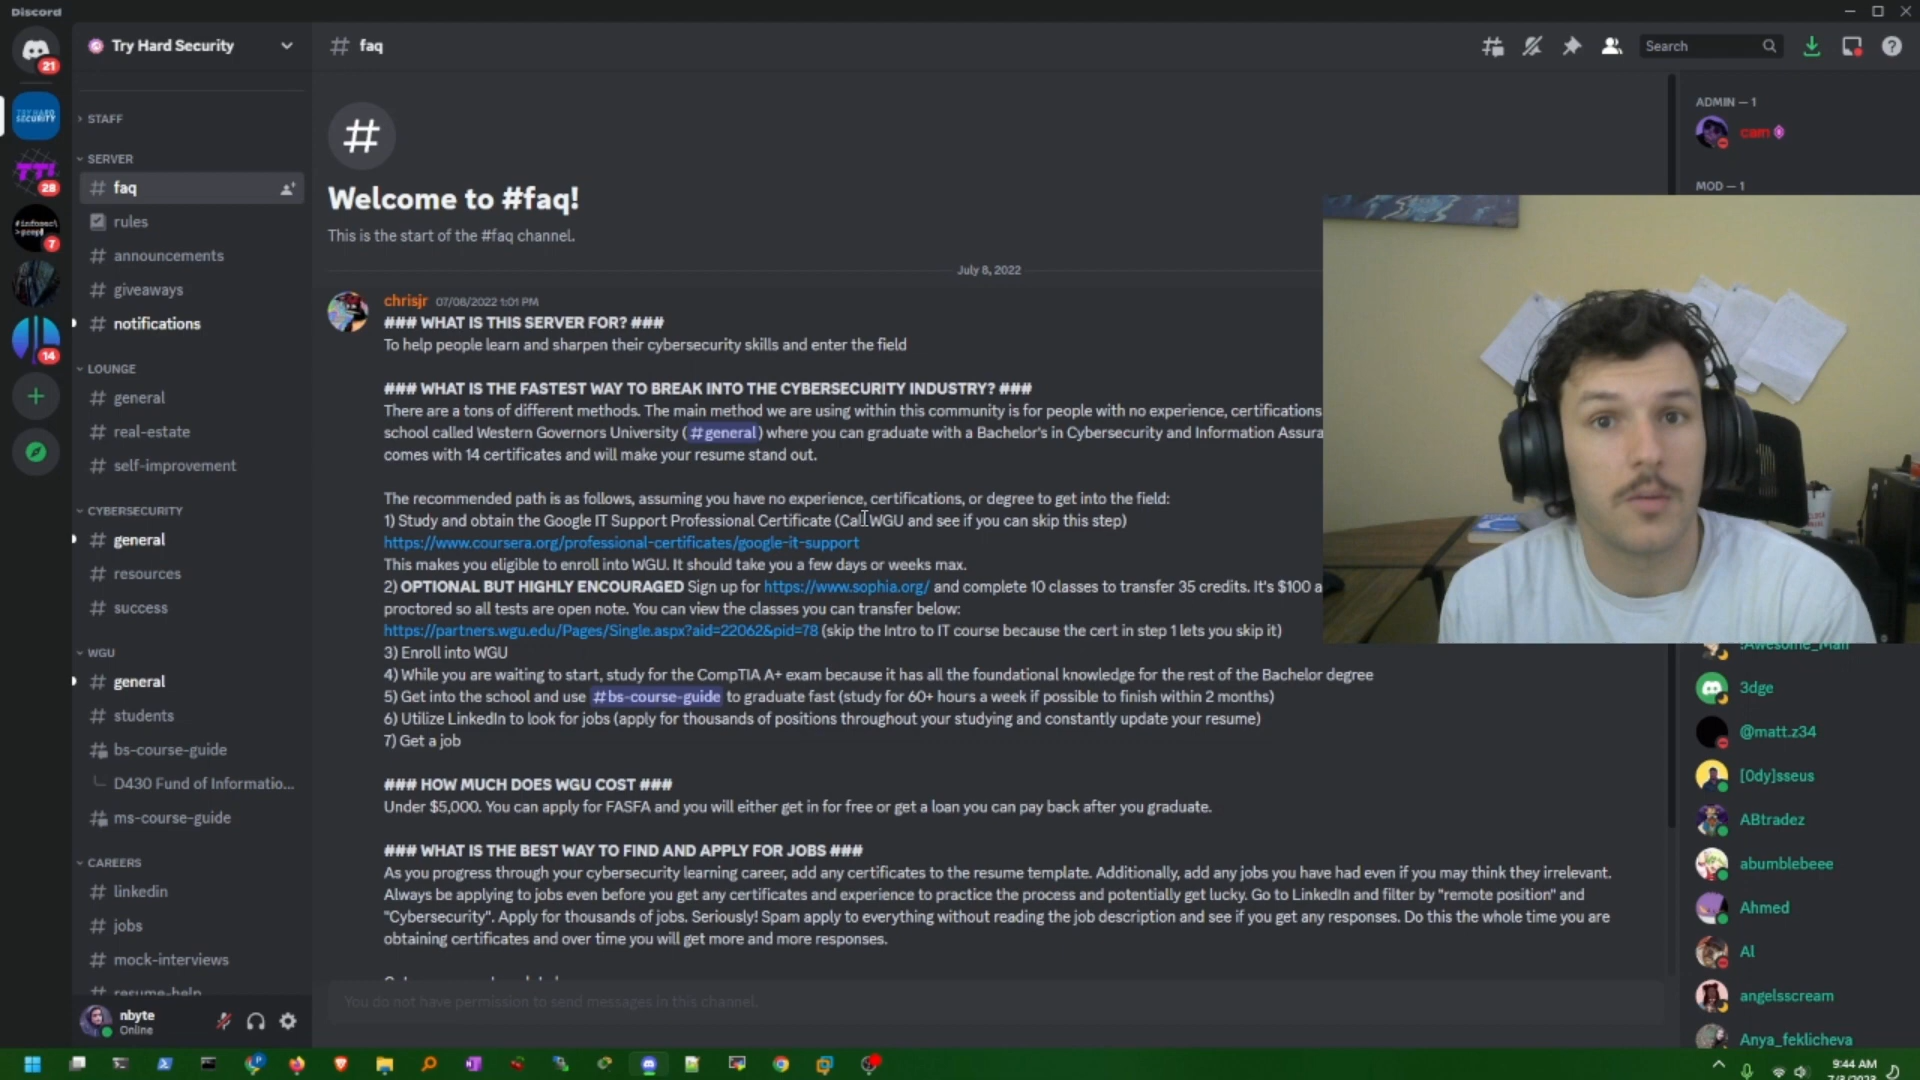 Discord
Try Hard Security
faq
Search
21
TRY HARD
SECURITY
28
7
14
STAFF
SERVER
faq
rules
announcements
giveaways
notifications
LOUNGE
general
real-estate
self-improvement
CYBERSECURITY
general
resources
success
WGU
general
students
bs-course-guide
D430 Fund of Informatio...
ms-course-guide
CAREERS
linkedin
jobs
mock-interviews
resume-help
nbyte
Online
#
Welcome to #faq!
This is the start of the #faq channel.
July 8, 2022
chrisjr 07/08/2022 1:01 PM
### WHAT IS THIS SERVER FOR? ###
To help people learn and sharpen their cybersecurity skills and enter the field
### WHAT IS THE FASTEST WAY TO BREAK INTO THE CYBERSECURITY INDUSTRY? ###
There are a tons of different methods. The main method we are using within this community is for people with no experience, certifications
school called Western Governors University ( #general ) where you can graduate with a Bachelor's in Cybersecurity and Information Assura
comes with 14 certificates and will make your resume stand out.
The recommended path is as follows, assuming you have no experience, certifications, or degree to get into the field:
1) Study and obtain the Google IT Support Professional Certificate (Call WGU and see if you can skip this step)
https://www.coursera.org/professional-certificates/google-it-support
This makes you eligible to enroll into WGU. It should take you a few days or weeks max.
2) OPTIONAL BUT HIGHLY ENCOURAGED Sign up for https://www.sophia.org/ and complete 10 classes to transfer 35 credits. It's $100 a
proctored so all tests are open note. You can view the classes you can transfer below:
https://partners.wgu.edu/Pages/Single.aspx?aid=22062&pid=78 (skip the Intro to IT course because the cert in step 1 lets you skip it)
3) Enroll into WGU
4) While you are waiting to start, study for the CompTIA A+ exam because it has all the foundational knowledge for the rest of the Bachelor degree
5) Get into the school and use #bs-course-guide to graduate fast (study for 60+ hours a week if possible to finish within 2 months)
6) Utilize LinkedIn to look for jobs (apply for thousands of positions throughout your studying and constantly update your resume)
7) Get a job
### HOW MUCH DOES WGU COST ###
Under $5,000. You can apply for FASFA and you will either get in for free or get a loan you can pay back after you graduate.
### WHAT IS THE BEST WAY TO FIND AND APPLY FOR JOBS ###
As you progress through your cybersecurity learning career, add any certificates to the resume template. Additionally, add any jobs you have had even if you may think they irrelevant.
Always be applying to jobs even before you get any certificates and experience to practice the process and potentially get lucky. Go to LinkedIn and filter by "remote position" and
"Cybersecurity". Apply for thousands of jobs. Seriously! Spam apply to everything without reading the job description and see if you get any responses. Do this the whole time you are
obtaining certificates and over time you will get more and more responses.
You do not have permission to send messages in this channel.
ADMIN — 1
cam
MOD — 1
!Awesome_Man
3dge
@matt.z34
[0dy]sseus
ABtradez
abumblebeee
Ahmed
Al
angelsscream
Anya_feklicheva
9:44 AM
7/3/2023